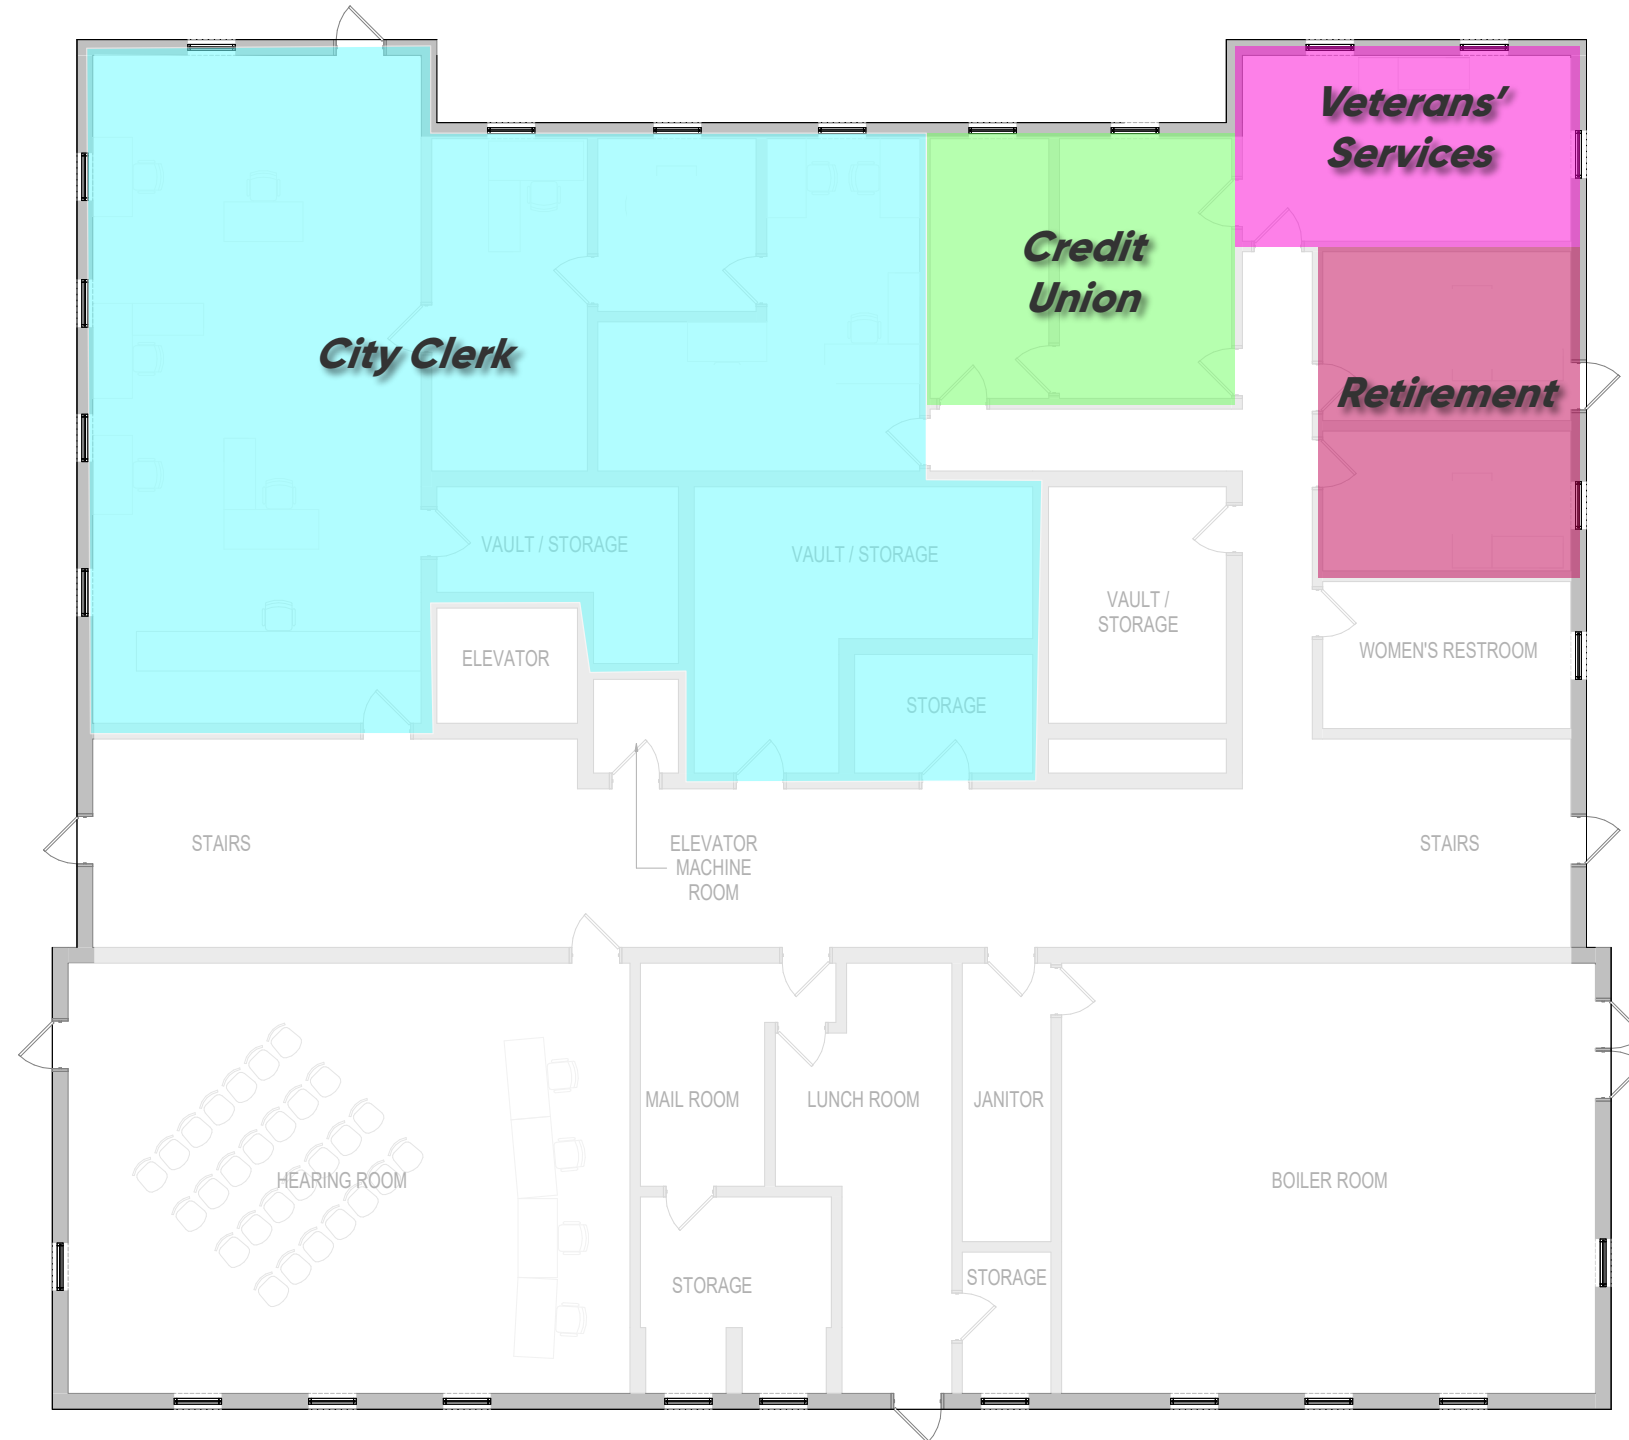 Veterans’
Services
Credit
Union
City Clerk
Retirement
VAULT / STORAGE
VAULT / STORAGE
VAULT /
STORAGE
ELEVATOR
WOMEN'S RESTROOM
STORAGE
STAIRS
ELEVATOR
MACHINE
ROOM
STAIRS
MAIL ROOM
LUNCH ROOM
JANITOR
HEARING ROOM
BOILER ROOM
STORAGE
STORAGE